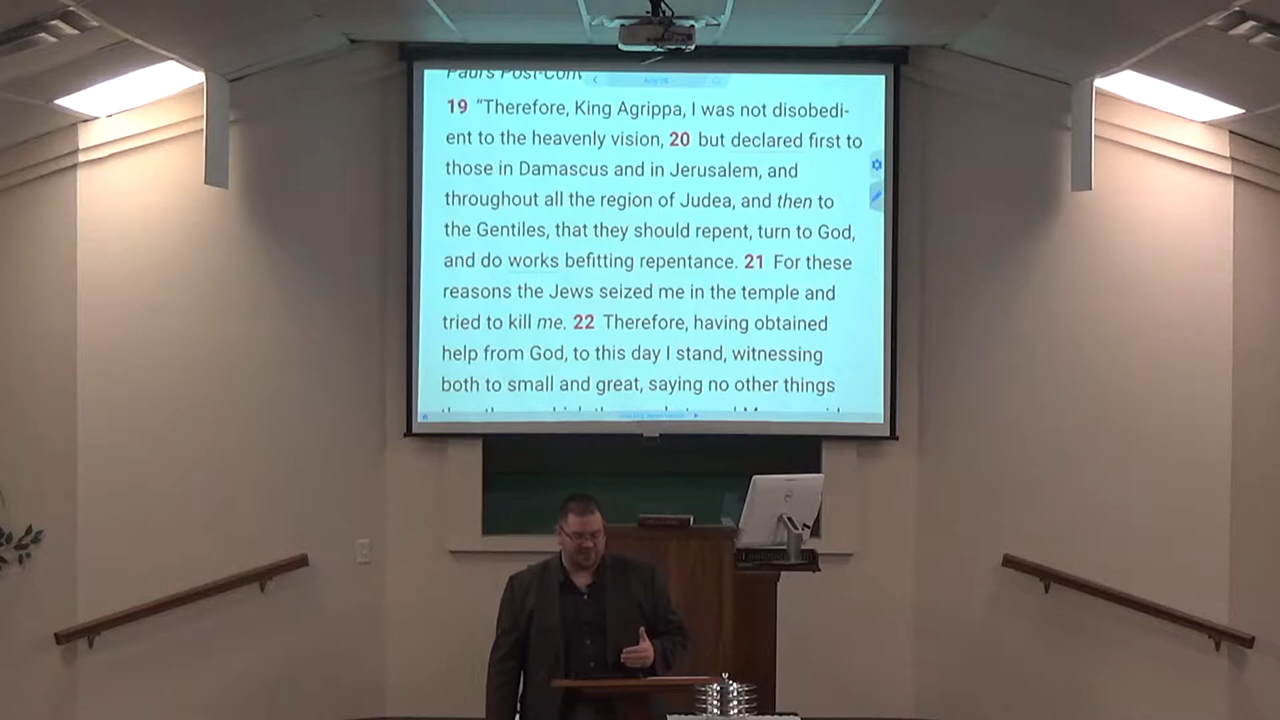 Paul's Post-Con
19 “Therefore, King Agrippa, I was not disobedi-
ent to the heavenly vision, 20 but declared first to
those in Damascus and in Jerusalem, and
throughout all the region of Judea, and then to
the Gentiles, that they should repent, turn to God,
and do works befitting repentance. 21 For these
reasons the Jews seized me in the temple and
tried to kill me. 22 Therefore, having obtained
help from God, to this day I stand, witnessing
both to small and great, saying no other things